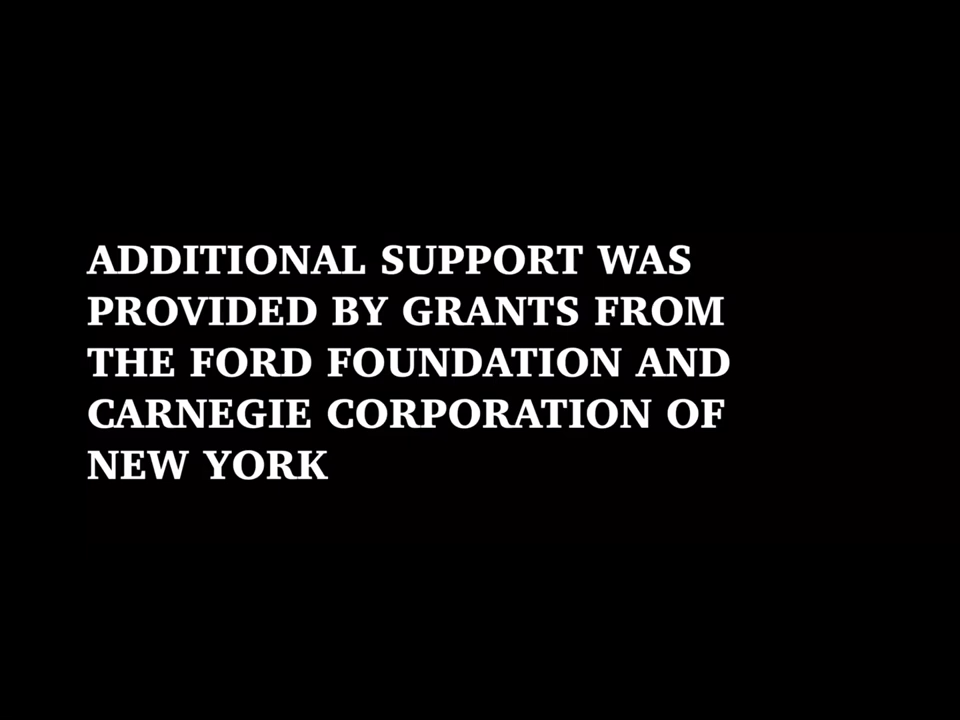 ADDITIONAL SUPPORT WAS
PROVIDED BY GRANTS FROM
THE FORD FOUNDATION AND
CARNEGIE CORPORATION OF
NEW YORK